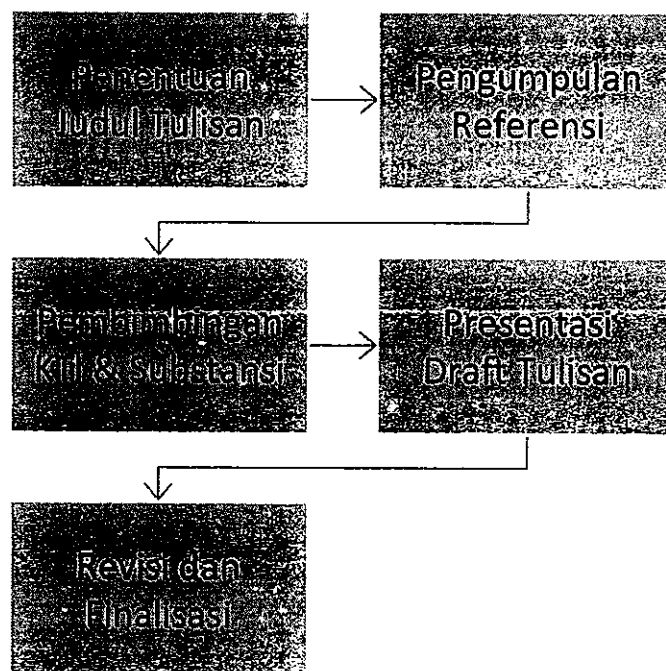 Penentuan
Judul Tulisan
Pengumpulan
Referensi
Pembimbingan
KTI & Substansi
Presentasi
Draft Tulisan
Revisi dan
FInalisasi